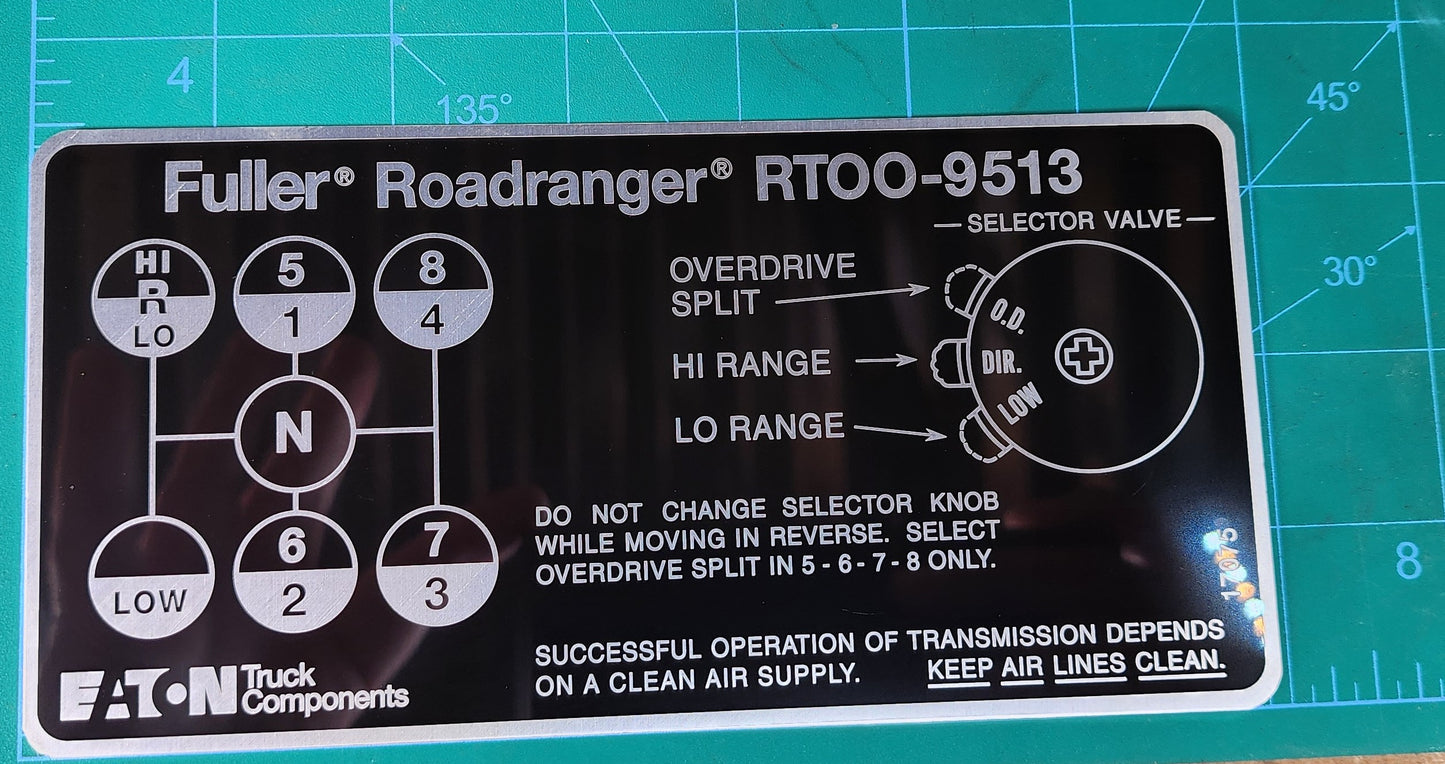 4
135°
45°
Fuller® Roadranger® RTOO-9513
— SELECTOR VALVE —
HI
R
LO
5
1
8
4
OVERDRIVE
SPLIT
O.D.
30°
HI RANGE
DIR.
LO RANGE
LOW
N
LOW
6
2
7
3
DO NOT CHANGE SELECTOR KNOB
WHILE MOVING IN REVERSE. SELECT
OVERDRIVE SPLIT IN 5 - 6 - 7 - 8 ONLY.
8
SUCCESSFUL OPERATION OF TRANSMISSION DEPENDS
ON A CLEAN AIR SUPPLY. KEEP AIR LINES CLEAN.
EATON Truck
Components